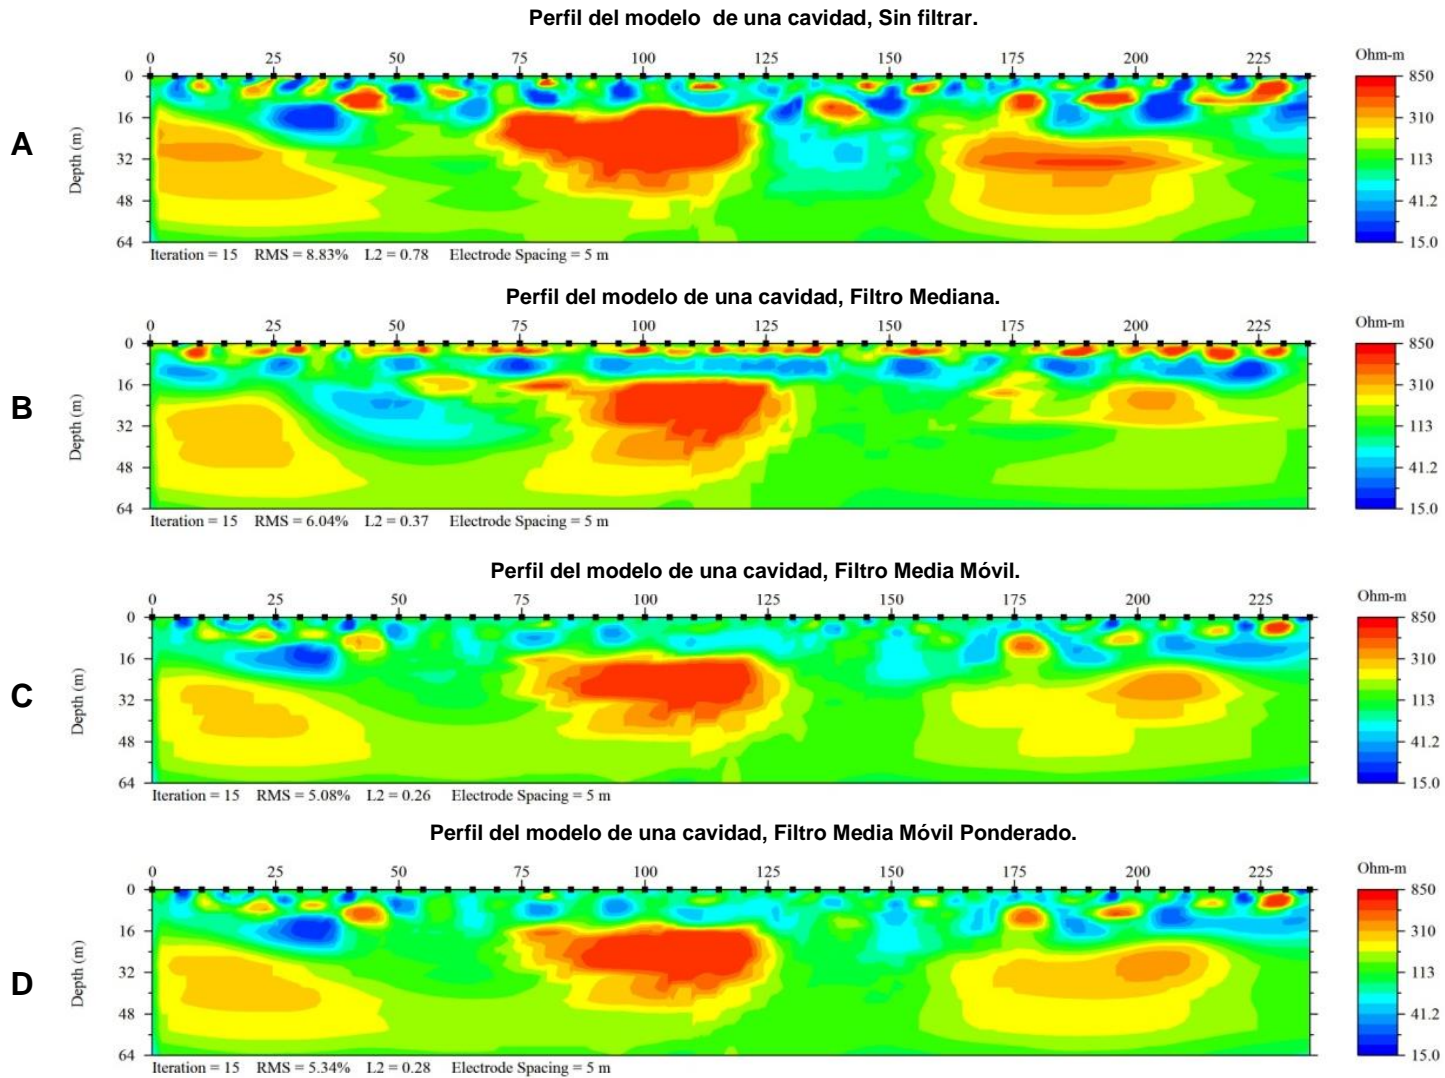 Perfil del modelo  de una cavidad, Sin filtrar.
0 25 50 75 100 125 150 175 200 225 Ohm-m
A
Depth (m)
0 16 32 48 64
850 310 113 41.2 15.0
Iteration = 15 RMS = 8.83% L2 = 0.78 Electrode Spacing = 5 m
Perfil del modelo de una cavidad, Filtro Mediana.
0 25 50 75 100 125 150 175 200 225 Ohm-m
B
Depth (m)
0 16 32 48 64
850 310 113 41.2 15.0
Iteration = 15 RMS = 6.04% L2 = 0.37 Electrode Spacing = 5 m
Perfil del modelo de una cavidad, Filtro Media Móvil.
0 25 50 75 100 125 150 175 200 225 Ohm-m
C
Depth (m)
0 16 32 48 64
850 310 113 41.2 15.0
Iteration = 15 RMS = 5.08% L2 = 0.26 Electrode Spacing = 5 m
Perfil del modelo de una cavidad, Filtro Media Móvil Ponderado.
0 25 50 75 100 125 150 175 200 225 Ohm-m
D
Depth (m)
0 16 32 48 64
850 310 113 41.2 15.0
Iteration = 15 RMS = 5.34% L2 = 0.28 Electrode Spacing = 5 m